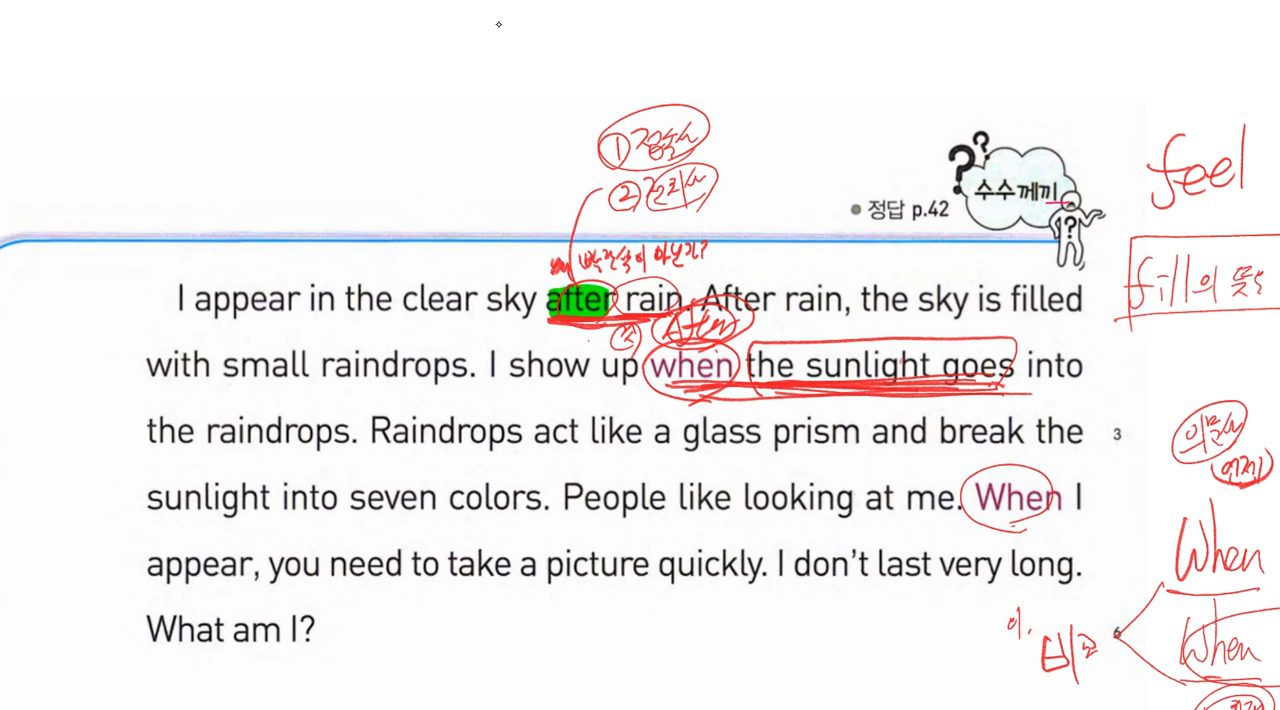 ① 접속사
② 전치사
수수께끼
● 정답 p.42
feel
fill의 뜻
I appear in the clear sky after rain. After rain, the sky is filled
After
with small raindrops. I show up when the sunlight goes into
the raindrops. Raindrops act like a glass prism and break the
3
의문사
(언제)
sunlight into seven colors. People like looking at me. When I
When
appear, you need to take a picture quickly. I don't last very long.
What am I?
6
비교
When